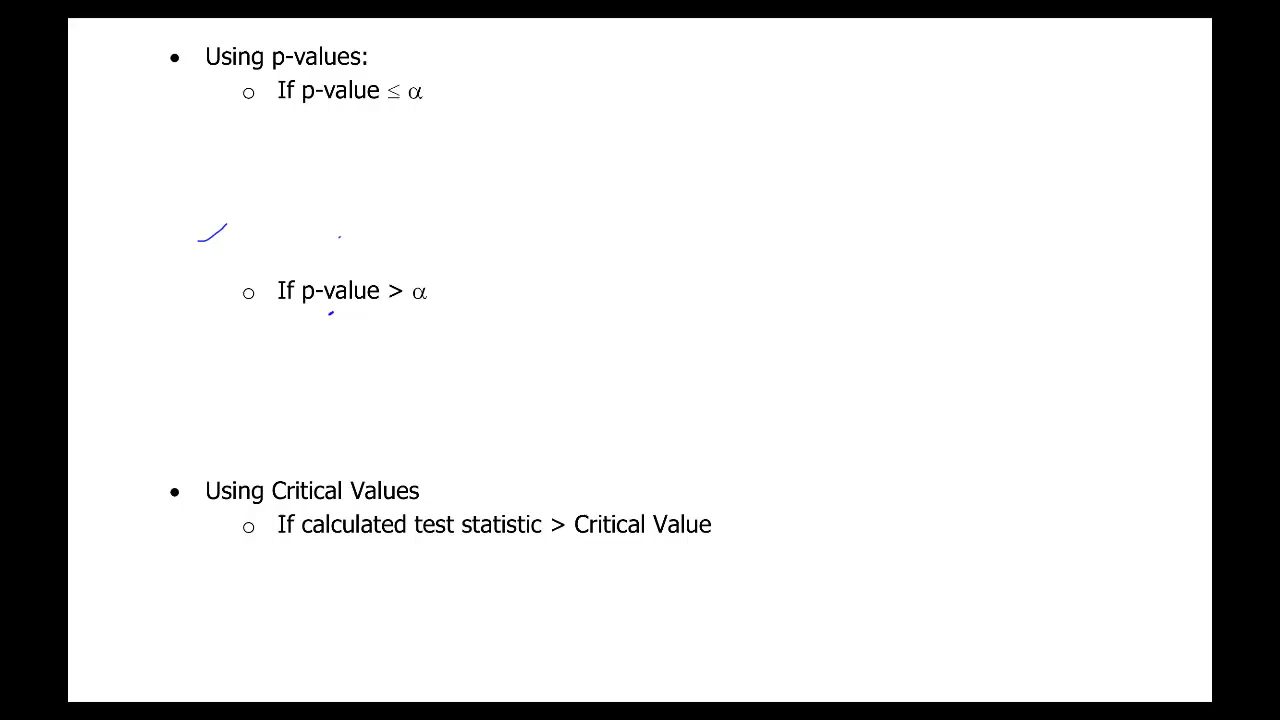 • Using p-values:
○ If p-value ≤ α
○ If p-value > α
• Using Critical Values
○ If calculated test statistic > Critical Value